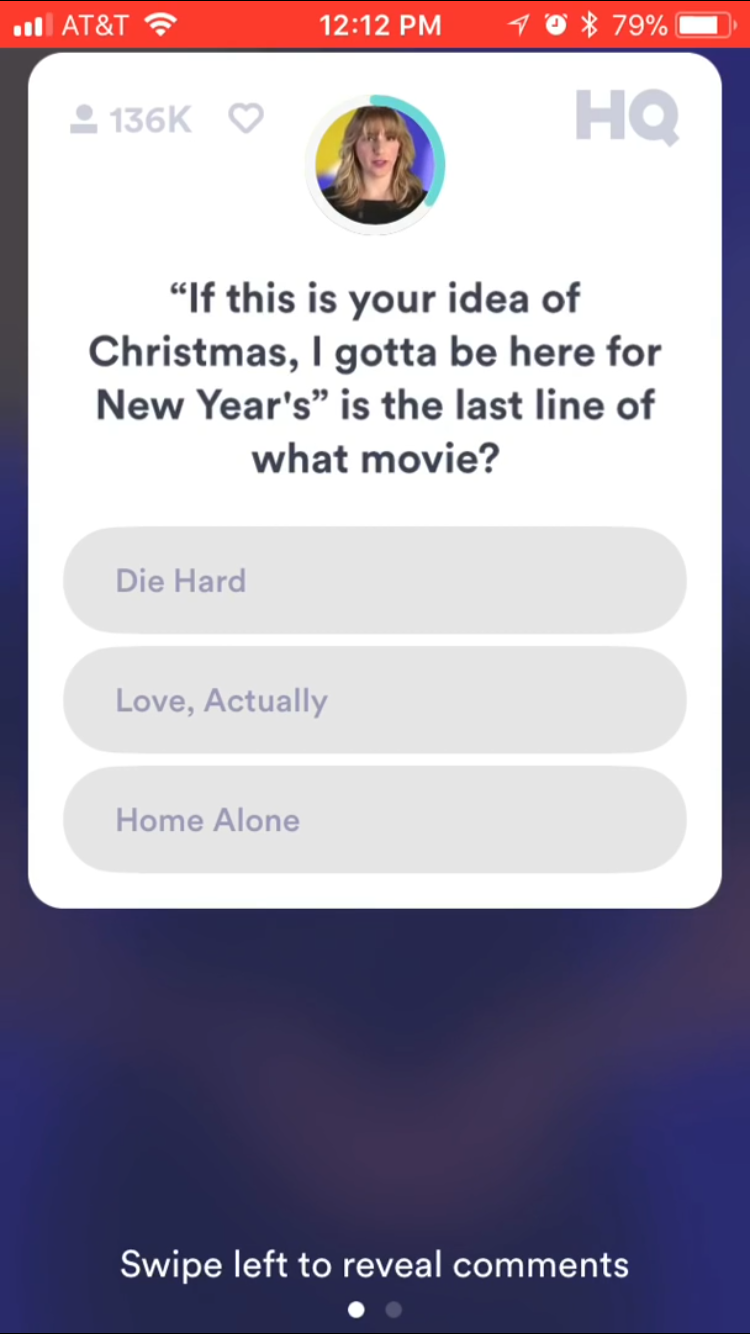 AT&T 12:12 PM 79%
136K HQ
“If this is your idea of
Christmas, I gotta be here for
New Year's” is the last line of
what movie?
Die Hard
Love, Actually
Home Alone
Swipe left to reveal comments